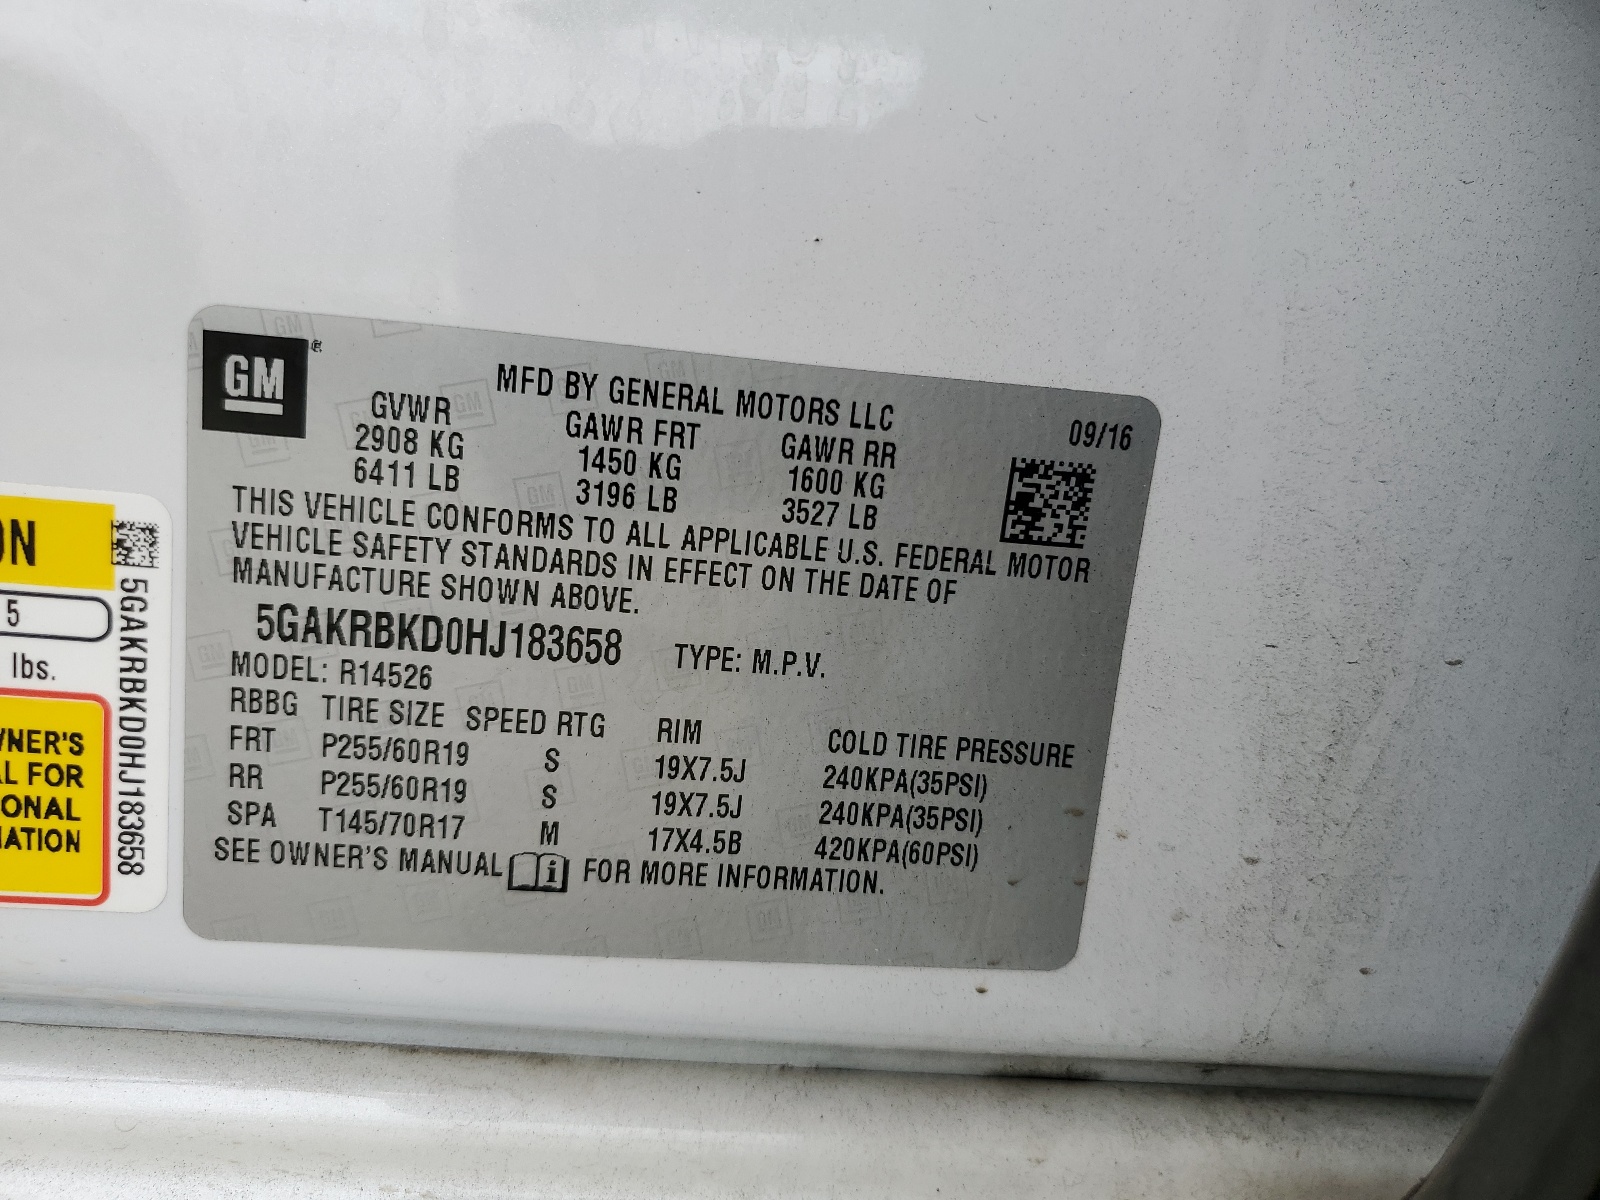 GM
MFD BY GENERAL MOTORS LLC
09/16
GVWR GAWR FRT GAWR RR
2908 KG 1450 KG 1600 KG
6411 LB 3196 LB 3527 LB
THIS VEHICLE CONFORMS TO ALL APPLICABLE U.S. FEDERAL MOTOR
VEHICLE SAFETY STANDARDS IN EFFECT ON THE DATE OF
MANUFACTURE SHOWN ABOVE.
5GAKRBKD0HJ183658 TYPE: M.P.V.
MODEL: R14526
RBBG TIRE SIZE SPEED RTG RIM COLD TIRE PRESSURE
FRT P255/60R19 S 19X7.5J 240KPA(35PSI)
RR P255/60R19 S 19X7.5J 240KPA(35PSI)
SPA T145/70R17 M 17X4.5B 420KPA(60PSI)
SEE OWNER'S MANUAL i FOR MORE INFORMATION.
ON
5
lbs.
WNER'S
L FOR
ONAL
MATION
5GAKRBKD0HJ183658